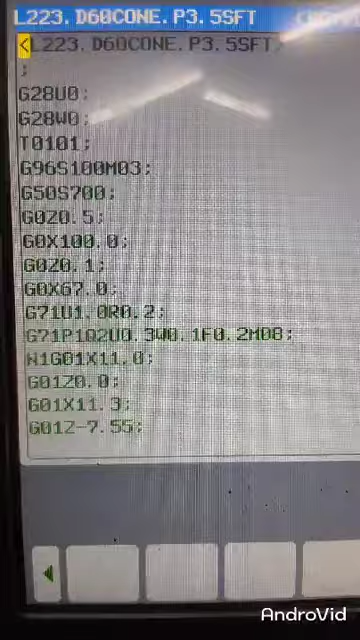 L223.D60CONE.P3.5SFT
<L223.D60CONE.P3.5SFT>
;
G28U0;
G28W0;
T0101;
G96S100M03;
G50S700;
G0Z0.5;
G0X100.0;
G0Z0.1;
G0X67.0;
G71U1.0R0.2;
G71P1Q2U0.3W0.1F0.2M08;
N1G01X11.0;
G01Z0.0;
G01X11.3;
G01Z-7.55;
AndroVid